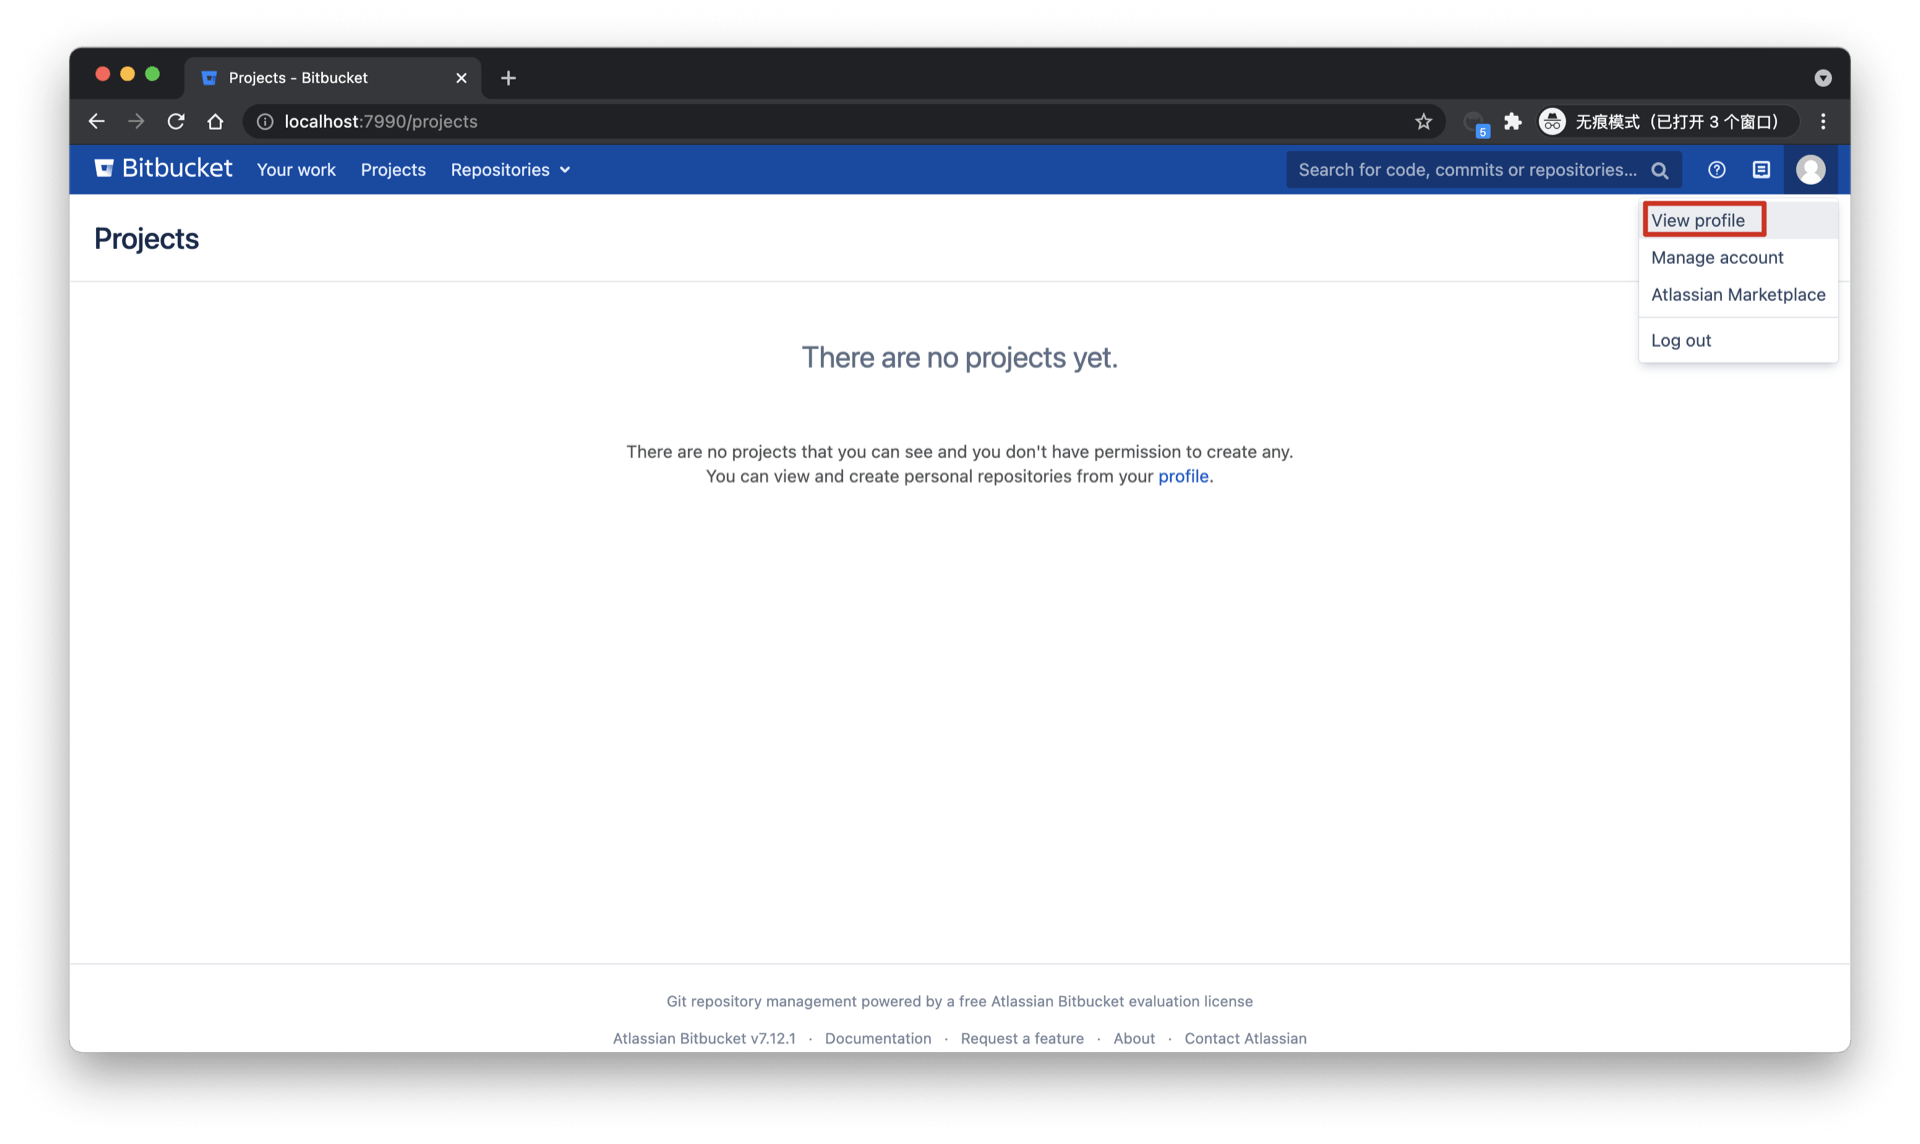 Projects - Bitbucket
localhost:7990/projects
5
无痕模式（已打开 3 个窗口）
Bitbucket
Your work
Projects
Repositories
Search for code, commits or repositories...
View profile
Manage account
Atlassian Marketplace
Log out
Projects
There are no projects yet.
There are no projects that you can see and you don't have permission to create any.
You can view and create personal repositories from your profile.
Git repository management powered by a free Atlassian Bitbucket evaluation license
Atlassian Bitbucket v7.12.1 · Documentation · Request a feature · About · Contact Atlassian